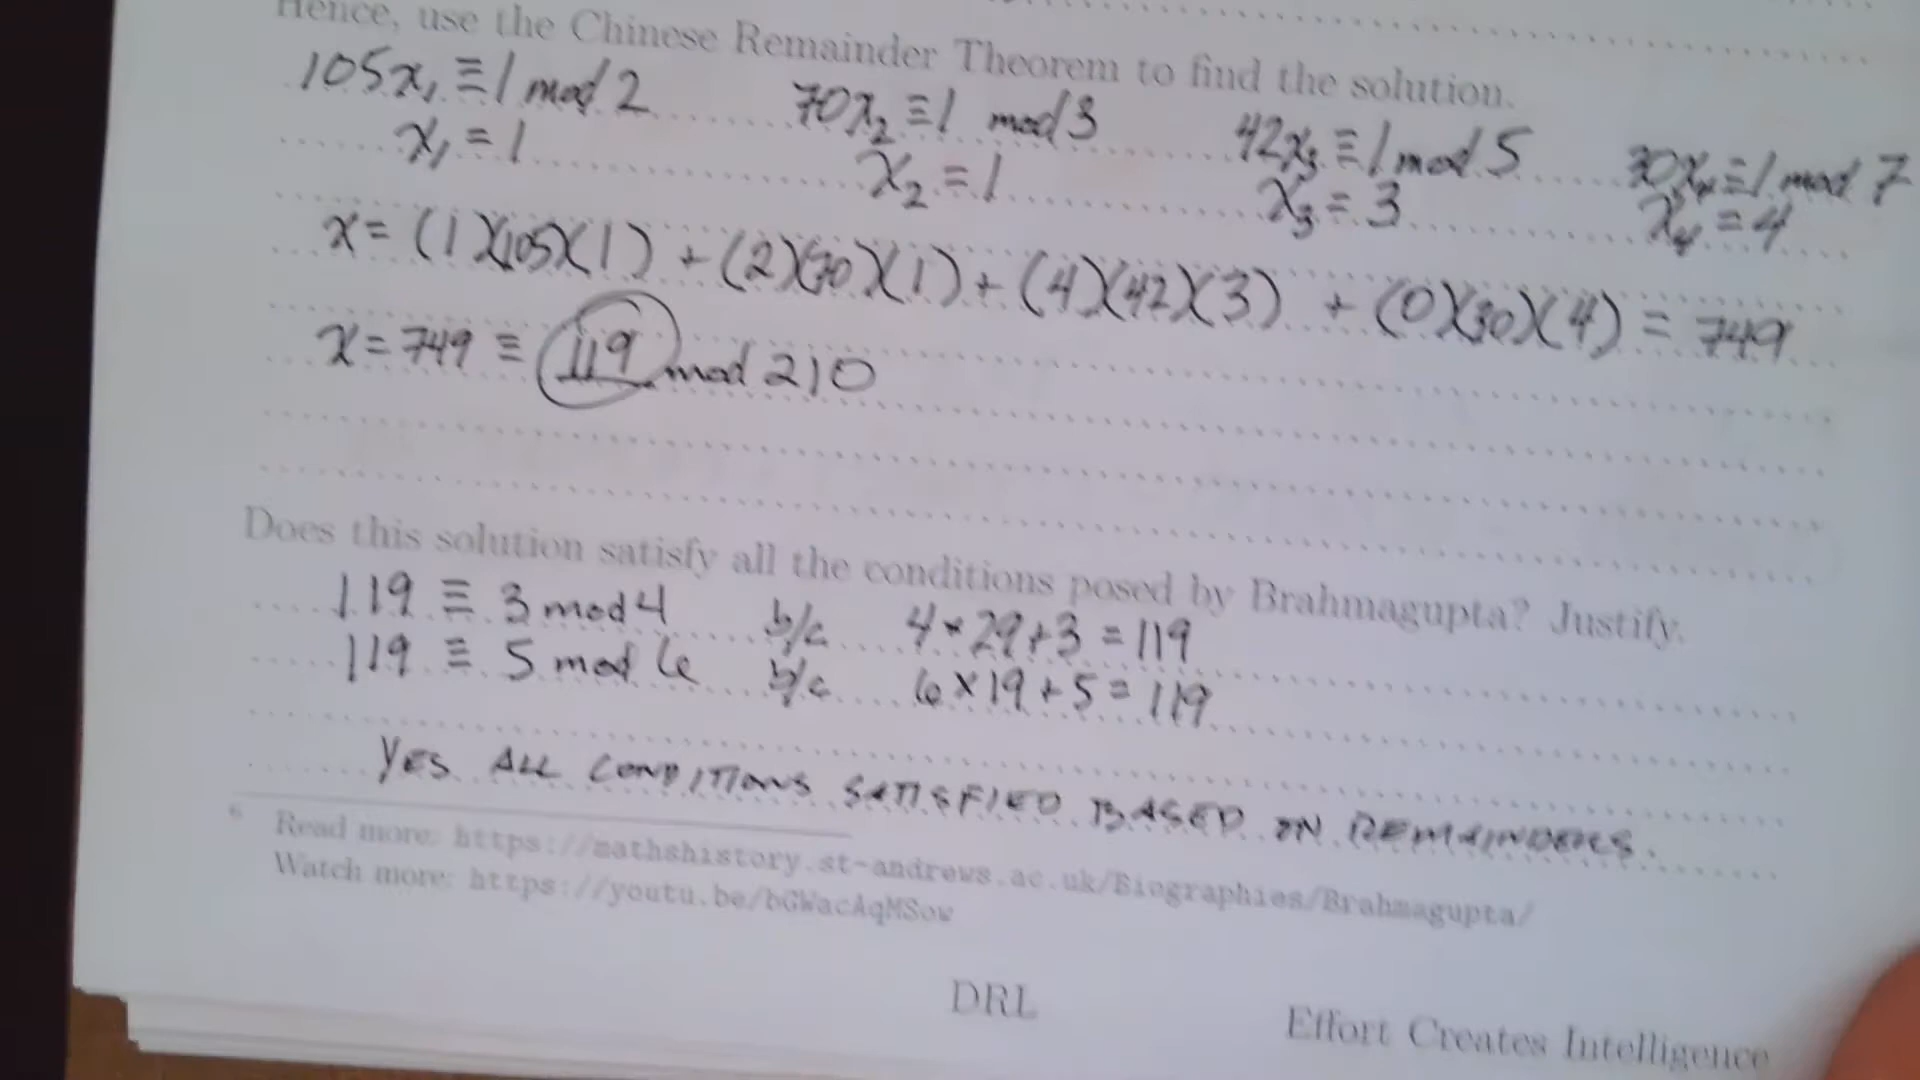 Hence, use the Chinese Remainder Theorem to find the solution.
105x₁ ≡ 1 mod 2 70x₂ ≡ 1 mod 3 42x₃ ≡ 1 mod 5 30x₄ ≡ 1 mod 7
x₁ = 1 x₂ = 1 x₃ = 3 x₄ = 4
x = (1)(105)(1) + (2)(70)(1) + (4)(42)(3) + (0)(30)(4) = 749
x = 749 ≡ 119 mod 210
Does this solution satisfy all the conditions posed by Brahmagupta? Justify.
119 ≡ 3 mod 4 b/c 4*29+3 = 119
119 ≡ 5 mod 6 b/c 6×19+5 = 119
YES ALL CONDITIONS SATISFIED BASED ON REMAINDERS.
6 Read more: https://mathshistory.st-andrews.ac.uk/Biographies/Brahmagupta/
Watch more: https://youtu.be/bGWacAqMSow
DRL
Effort Creates Intelligence